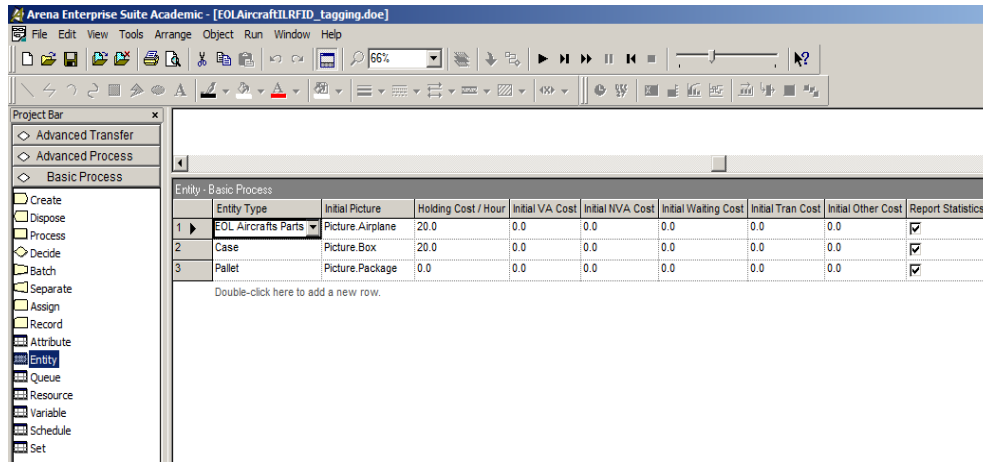 Arena Enterprise Suite Academic - [EOLAircraftILRFID_tagging.doe]
File Edit View Tools Arrange Object Run Window Help
66%
Project Bar x
Advanced Transfer
Advanced Process
Basic Process
Create
Dispose
Process
Decide
Batch
Separate
Assign
Record
Attribute
Entity
Queue
Resource
Variable
Schedule
Set
Entity - Basic Process
Entity Type Initial Picture Holding Cost / Hour Initial VA Cost Initial NVA Cost Initial Waiting Cost Initial Tran Cost Initial Other Cost Report Statistics
1 EOL Aircrafts Parts Picture.Airplane 20.0 0.0 0.0 0.0 0.0 0.0
2 Case Picture.Box 20.0 0.0 0.0 0.0 0.0 0.0
3 Pallet Picture.Package 0.0 0.0 0.0 0.0 0.0 0.0
Double-click here to add a new row.